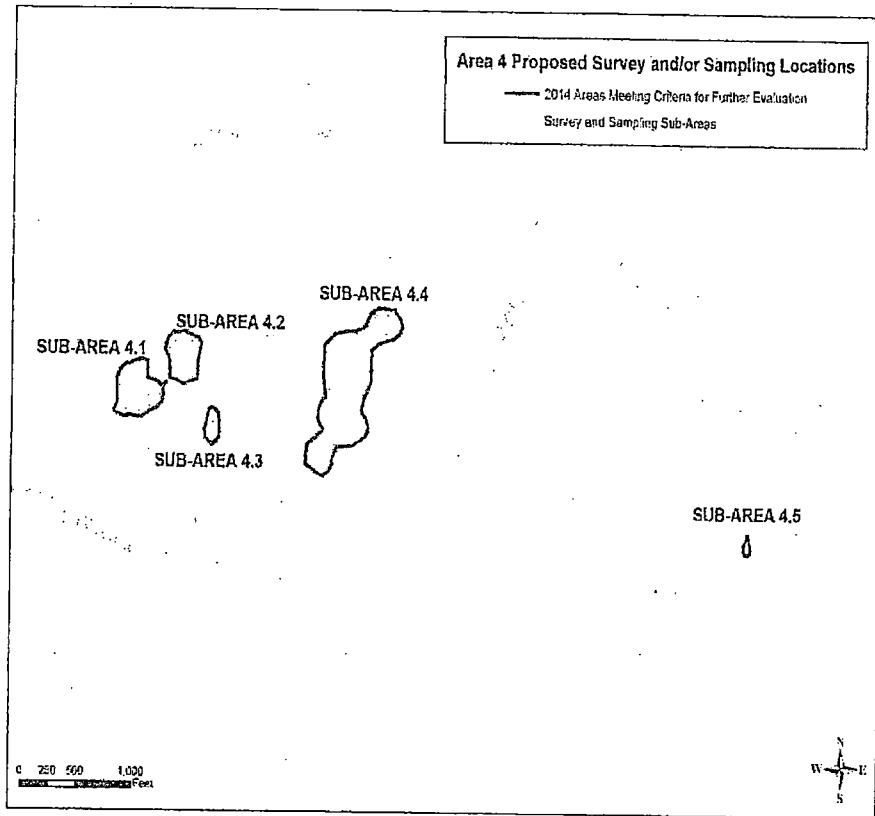 Area 4 Proposed Survey and/or Sampling Locations
2014 Areas Meeting Criteria for Further Evaluation
Survey and Sampling Sub-Areas
SUB-AREA 4.4
SUB-AREA 4.2
SUB-AREA 4.1
SUB-AREA 4.3
SUB-AREA 4.5
0 250 500 1,000
Feet
N
W E
S